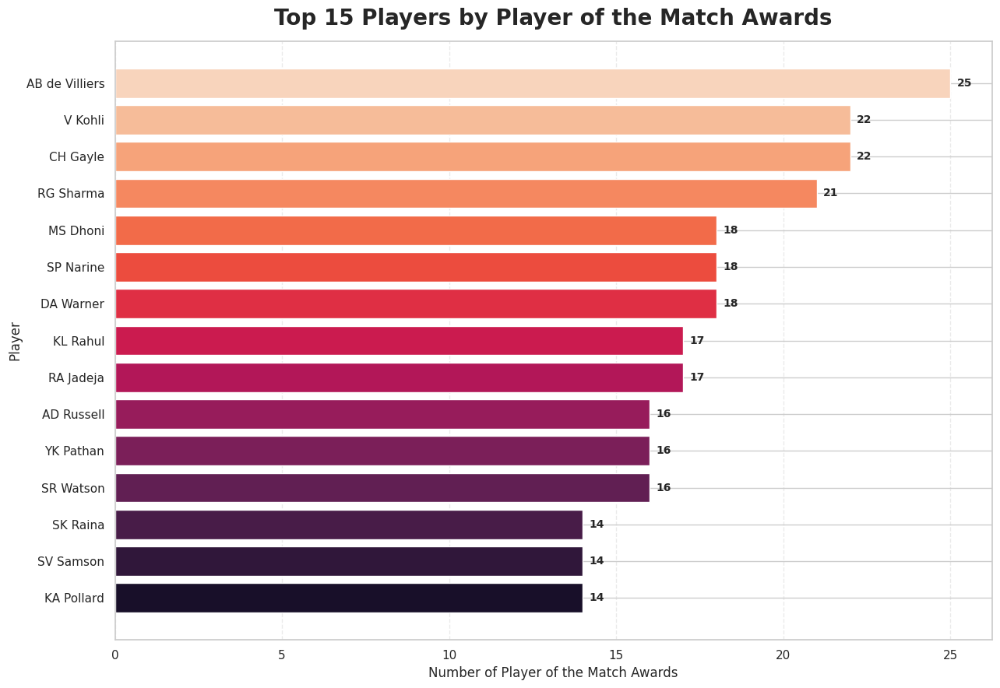 Top 15 Players by Player of the Match Awards
AB de Villiers 25
V Kohli 22
CH Gayle 22
RG Sharma 21
MS Dhoni 18
SP Narine 18
DA Warner 18
KL Rahul 17
RA Jadeja 17
AD Russell 16
YK Pathan 16
SR Watson 16
SK Raina 14
SV Samson 14
KA Pollard 14
Player
0 5 10 15 20 25
Number of Player of the Match Awards